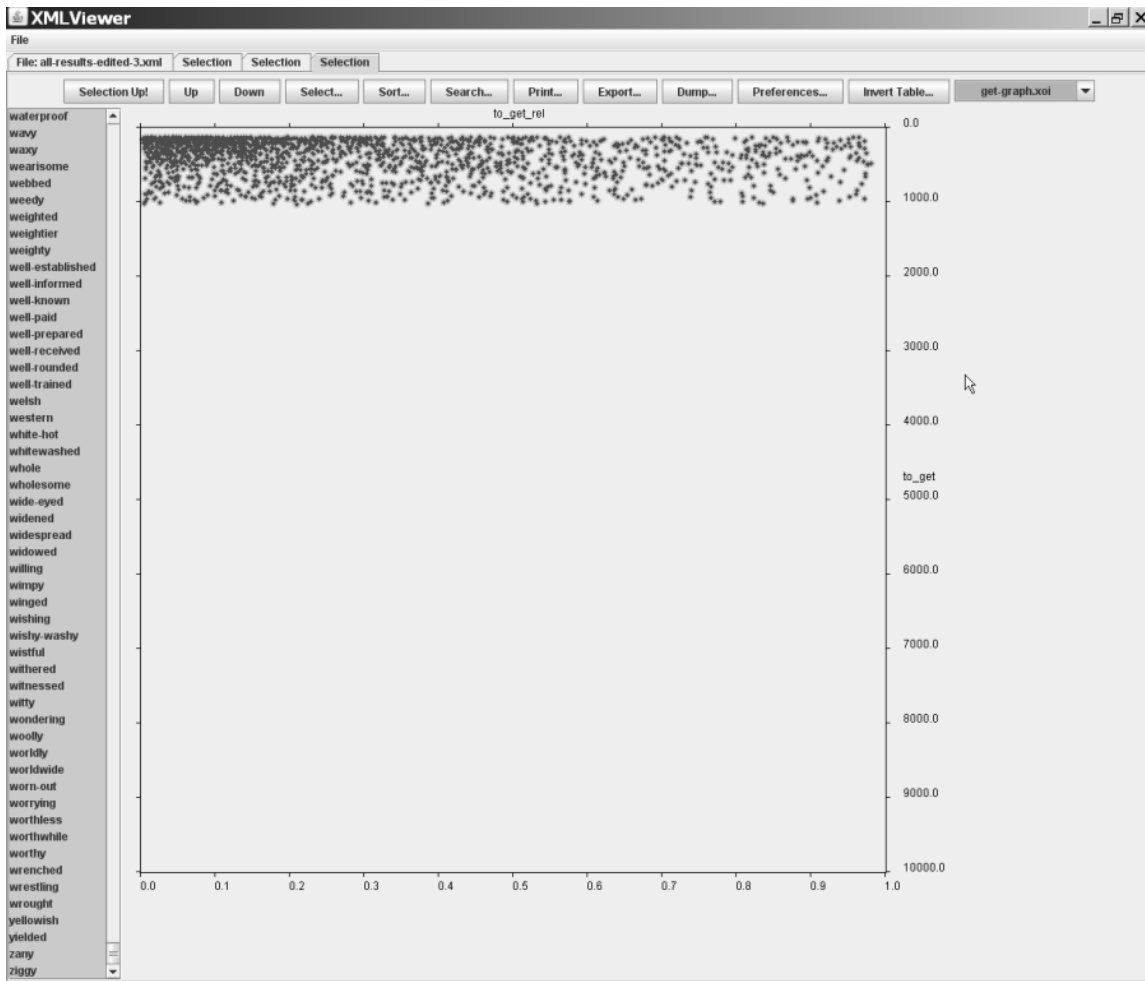 XMLViewer
File
File: all-results-edited-3.xml Selection Selection Selection
Selection Up! Up Down Select... Sort... Search... Print... Export... Dump... Preferences... Invert Table... get-graph.xoi
waterproof
wavy
waxy
wearisome
webbed
weedy
weighted
weightier
weighty
well-established
well-informed
well-known
well-paid
well-prepared
well-received
well-rounded
well-trained
welsh
western
white-hot
whitewashed
whole
wholesome
wide-eyed
widened
widespread
widowed
willing
wimpy
winged
wishing
wishy-washy
wistful
withered
witnessed
witty
wondering
woolly
worldly
worldwide
worn-out
worrying
worthless
worthwhile
worthy
wrenched
wrestling
wrought
yellowish
yielded
zany
ziggy
to_get_rel
0.0
1000.0
2000.0
3000.0
4000.0
to_get
5000.0
6000.0
7000.0
8000.0
9000.0
10000.0
0.0 0.1 0.2 0.3 0.4 0.5 0.6 0.7 0.8 0.9 1.0